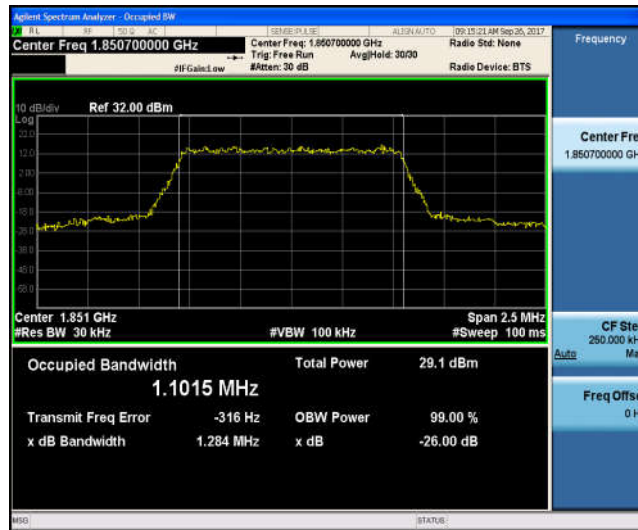 Agilent Spectrum Analyzer - Occupied BW
RL RF 50 Ω AC SENSE:PULSE ALIGN AUTO 09:15:21 AM Sep 26, 2017
Center Freq 1.850700000 GHz
Center Freq: 1.850700000 GHz
Radio Std: None
Trig: Free Run Avg|Hold: 30/30
#IFGain:Low #Atten: 30 dB
Radio Device: BTS
10 dB/div Ref 32.00 dBm
Log
22.0
12.0
2.00
-8.00
-18.0
-28.0
-38.0
-48.0
-58.0
Center 1.851 GHz Span 2.5 MHz
#Res BW 30 kHz #VBW 100 kHz #Sweep 100 ms
Occupied Bandwidth Total Power 29.1 dBm
1.1015 MHz
Transmit Freq Error -316 Hz OBW Power 99.00 %
x dB Bandwidth 1.284 MHz x dB -26.00 dB
MSG STATUS
Frequency
Center Fre
1.850700000 GH
CF Ste
250.000 kH
Auto Ma
Freq Offse
0 H